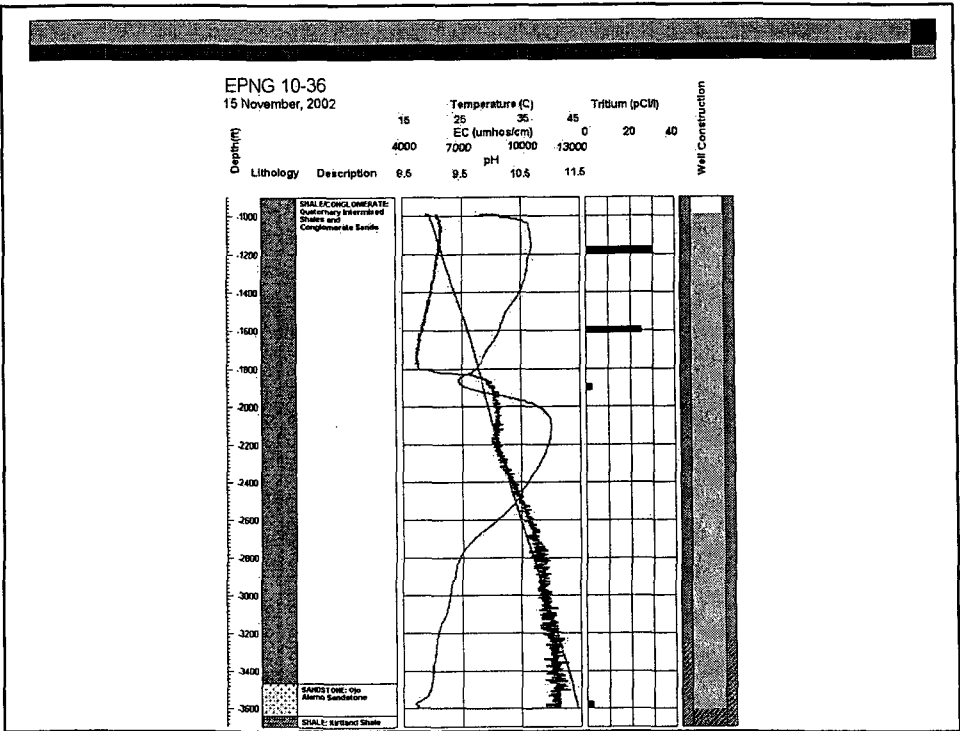 EPNG 10-36
15 November, 2002
Temperature (C)
Tritium (pCi/l)
15 25 35 45
EC (umhos/cm)
0 20 40
4000 7000 10000 13000
pH
8.5 9.5 10.5 11.5
Depth(ft)
Lithology Description
Well Construction
SHALE/CONGLOMERATE:
Quaternary Intermixed
Shales and
Conglomerate Sands
-1000
-1200
-1400
-1600
-1800
-2000
-2200
-2400
-2600
-2800
-3000
-3200
-3400
SANDSTONE: Ojo
Alamo Sandstone
-3600
SHALE: Kirtland Shale